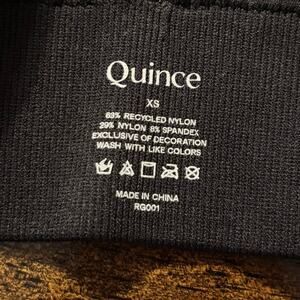 Quince
XS
63% RECYCLED NYLON
29% NYLON 8% SPANDEX
EXCLUSIVE OF DECORATION
WASH WITH LIKE COLORS
MADE IN CHINA
RG001